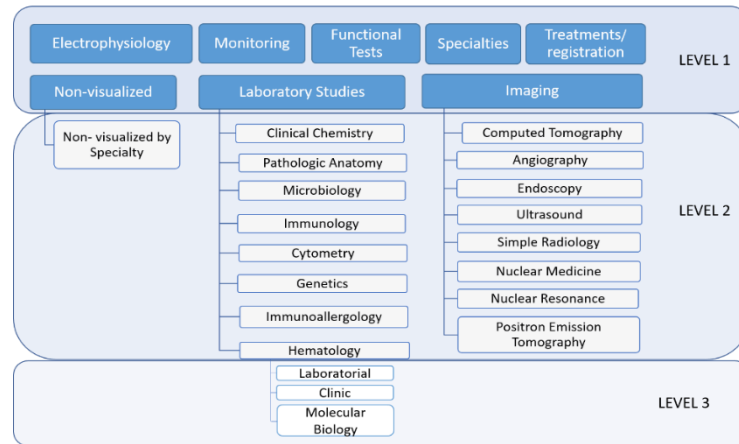 Electrophysiology
Monitoring
Functional
Tests
Specialties
Treatments/
registration
LEVEL 1
Non-visualized
Laboratory Studies
Imaging
Non- visualized by
Specialty
Clinical Chemistry
Pathologic Anatomy
Microbiology
Immunology
Cytometry
Genetics
Immunoallergology
Hematology
Computed Tomography
Angiography
Endoscopy
Ultrasound
Simple Radiology
Nuclear Medicine
Nuclear Resonance
Positron Emission
Tomography
LEVEL 2
Laboratorial
Clinic
Molecular
Biology
LEVEL 3